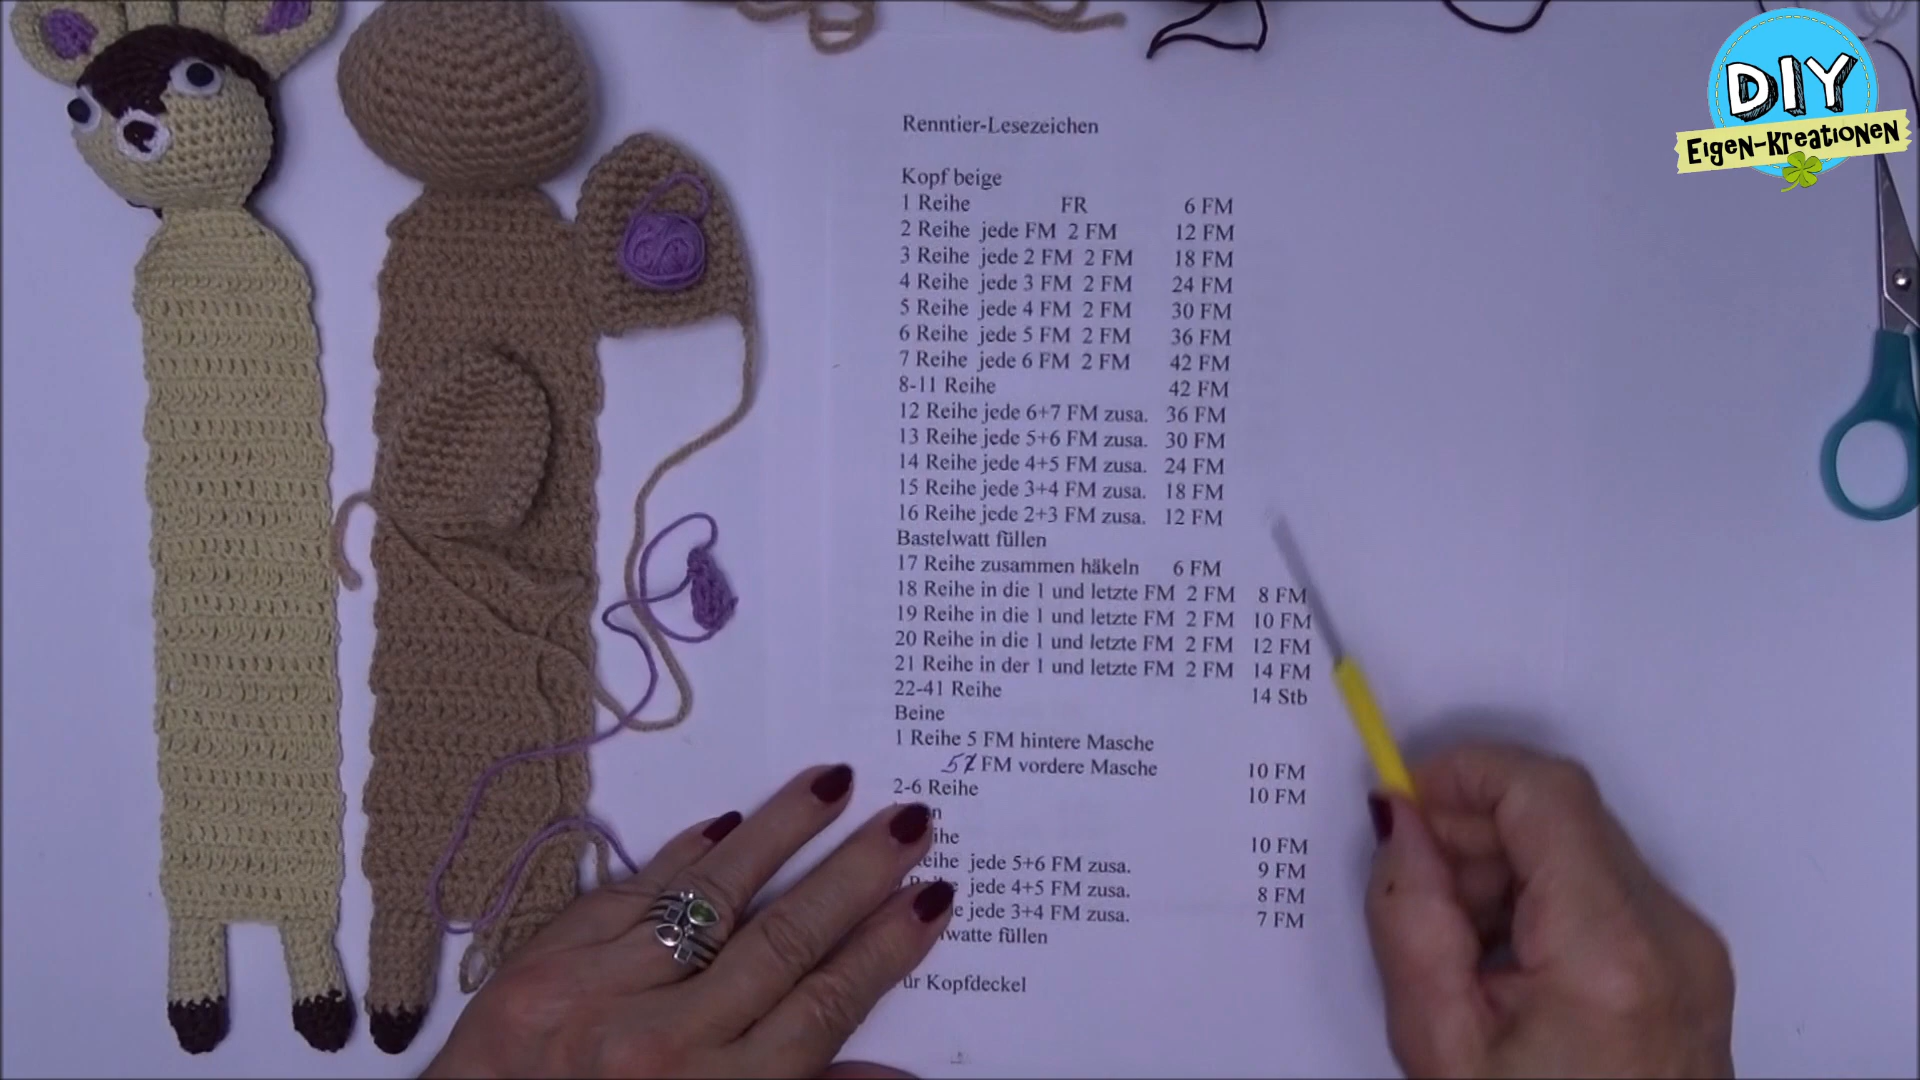 DIY
Eigen-Kreationen
Renntier-Lesezeichen
Kopf beige
1 Reihe FR 6 FM
2 Reihe jede FM 2 FM 12 FM
3 Reihe jede 2 FM 2 FM 18 FM
4 Reihe jede 3 FM 2 FM 24 FM
5 Reihe jede 4 FM 2 FM 30 FM
6 Reihe jede 5 FM 2 FM 36 FM
7 Reihe jede 6 FM 2 FM 42 FM
8-11 Reihe 42 FM
12 Reihe jede 6+7 FM zusa. 36 FM
13 Reihe jede 5+6 FM zusa. 30 FM
14 Reihe jede 4+5 FM zusa. 24 FM
15 Reihe jede 3+4 FM zusa. 18 FM
16 Reihe jede 2+3 FM zusa. 12 FM
Bastelwatt füllen
17 Reihe zusammen häkeln 6 FM
18 Reihe in die 1 und letzte FM 2 FM 8 FM
19 Reihe in die 1 und letzte FM 2 FM 10 FM
20 Reihe in die 1 und letzte FM 2 FM 12 FM
21 Reihe in der 1 und letzte FM 2 FM 14 FM
22-41 Reihe 14 Stb
Beine
1 Reihe 5 FM hintere Masche
5 FM vordere Masche 10 FM
2-6 Reihe 10 FM
10 FM
jede 5+6 FM zusa. 9 FM
jede 4+5 FM zusa. 8 FM
jede 3+4 FM zusa. 7 FM
füllen
Kopfdeckel